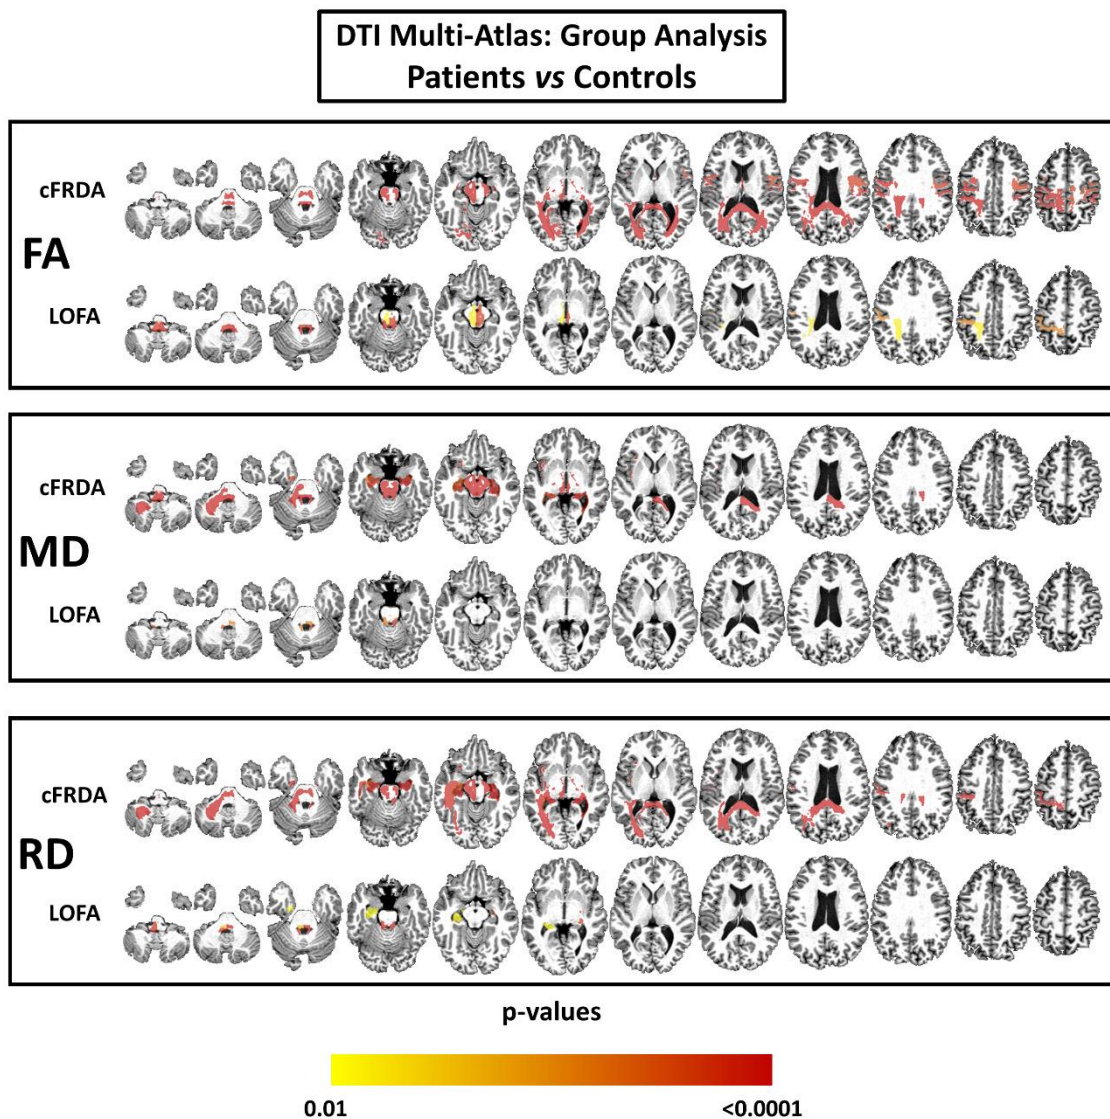 DTI Multi-Atlas: Group Analysis
Patients vs Controls
cFRDA
FA
LOFA
cFRDA
MD
LOFA
cFRDA
RD
LOFA
p-values
0.01
<0.0001